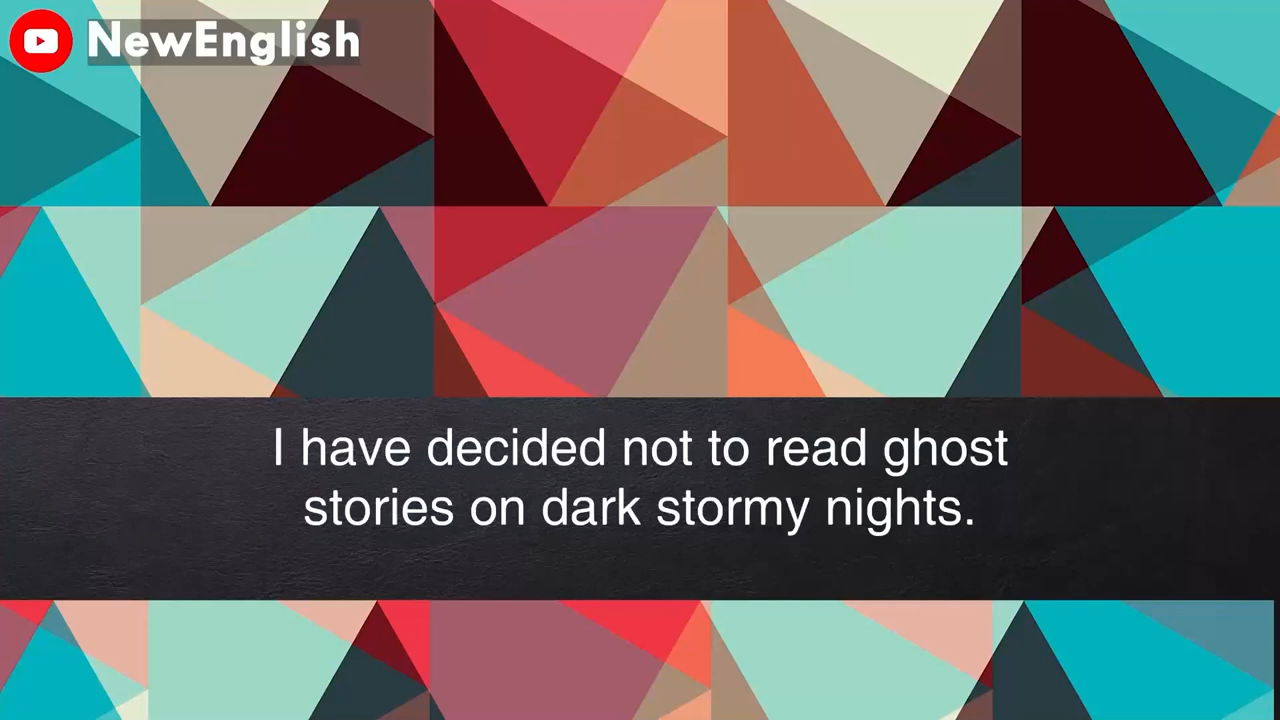 NewEnglish
I have decided not to read ghost
stories on dark stormy nights.